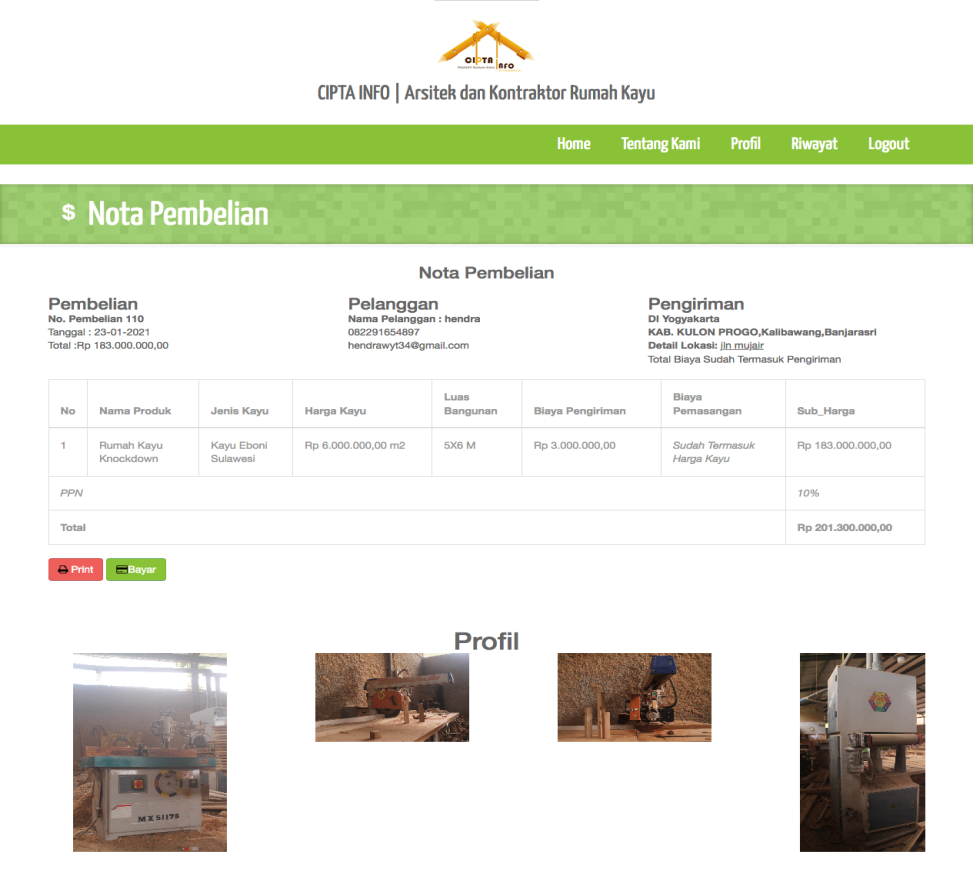 CIPTA Info
CIPTA INFO | Arsitek dan Kontraktor Rumah Kayu
Home Tentang Kami Profil Riwayat Logout
$ Nota Pembelian
Nota Pembelian
Pembelian
No. Pembelian 110
Tanggal : 23-01-2021
Total :Rp 183.000.000,00
Pelanggan
Nama Pelanggan : hendra
082291654897
hendrawyt34@gmail.com
Pengiriman
DI Yogyakarta
KAB. KULON PROGO,Kalibawang,Banjarasri
Detail Lokasi: jln mujair
Total Biaya Sudah Termasuk Pengiriman
No Nama Produk Jenis Kayu Harga Kayu Luas Bangunan Biaya Pengiriman Biaya Pemasangan Sub_Harga
1 Rumah Kayu Knockdown Kayu Eboni Sulawesi Rp 6.000.000,00 m2 5X6 M Rp 3.000.000,00 Sudah Termasuk Harga Kayu Rp 183.000.000,00
PPN 10%
Total Rp 201.300.000,00
Print Bayar
Profil
MX5117B